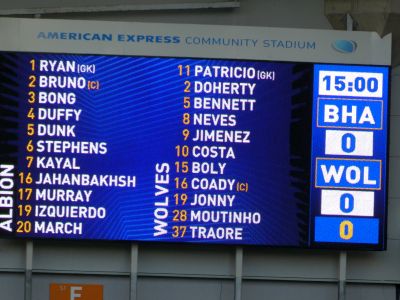 AMERICAN EXPRESS COMMUNITY STADIUM
ALBION
1 RYAN (GK)
2 BRUNO (C)
3 BONG
4 DUFFY
5 DUNK
6 STEPHENS
7 KAYAL
16 JAHANBAKHSH
17 MURRAY
19 IZQUIERDO
20 MARCH
WOLVES
11 PATRICIO (GK)
2 DOHERTY
5 BENNETT
8 NEVES
9 JIMENEZ
10 COSTA
15 BOLY
16 COADY (C)
19 JONNY
28 MOUTINHO
37 TRAORE
15:00
BHA
0
WOL
0
0